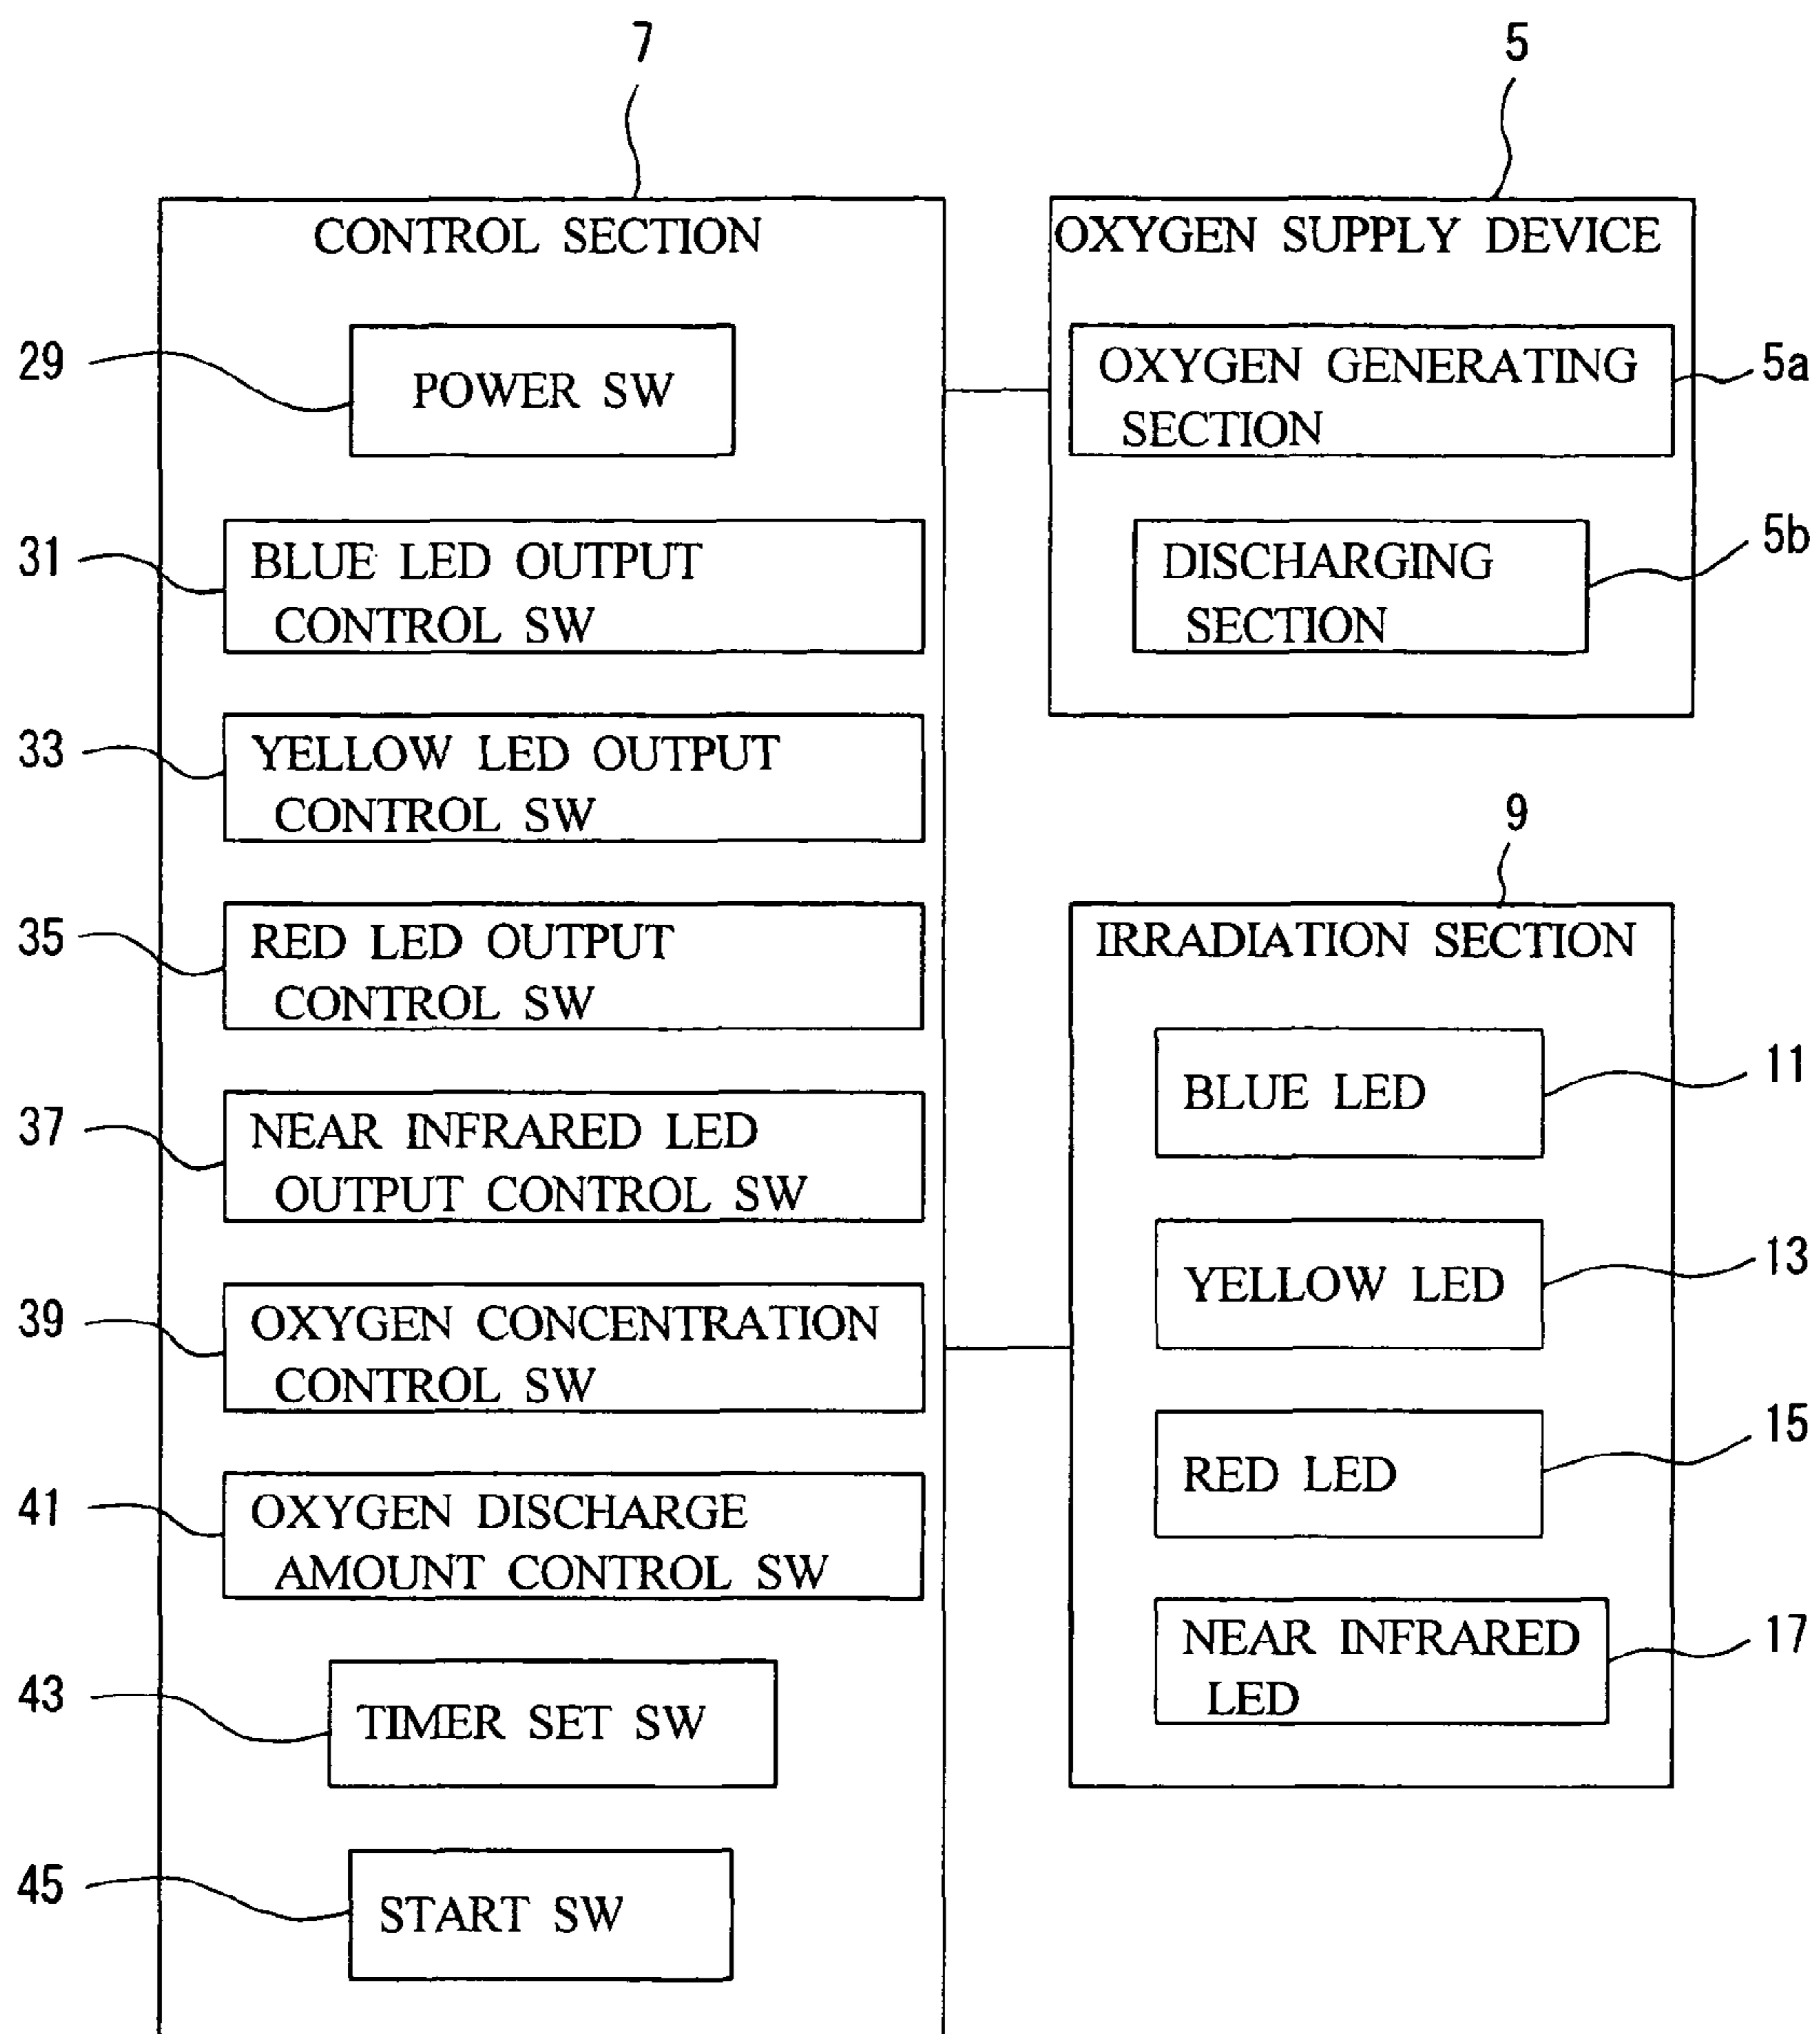 7
CONTROL SECTION
29
POWER SW
31
BLUE LED OUTPUT
CONTROL SW
33
YELLOW LED OUTPUT
CONTROL SW
35
RED LED OUTPUT
CONTROL SW
37
NEAR INFRARED LED
OUTPUT CONTROL SW
39
OXYGEN CONCENTRATION
CONTROL SW
41
OXYGEN DISCHARGE
AMOUNT CONTROL SW
43
TIMER SET SW
45
START SW
5
OXYGEN SUPPLY DEVICE
OXYGEN GENERATING
SECTION
5a
DISCHARGING
SECTION
5b
9
IRRADIATION SECTION
BLUE LED
11
YELLOW LED
13
RED LED
15
NEAR INFRARED
LED
17